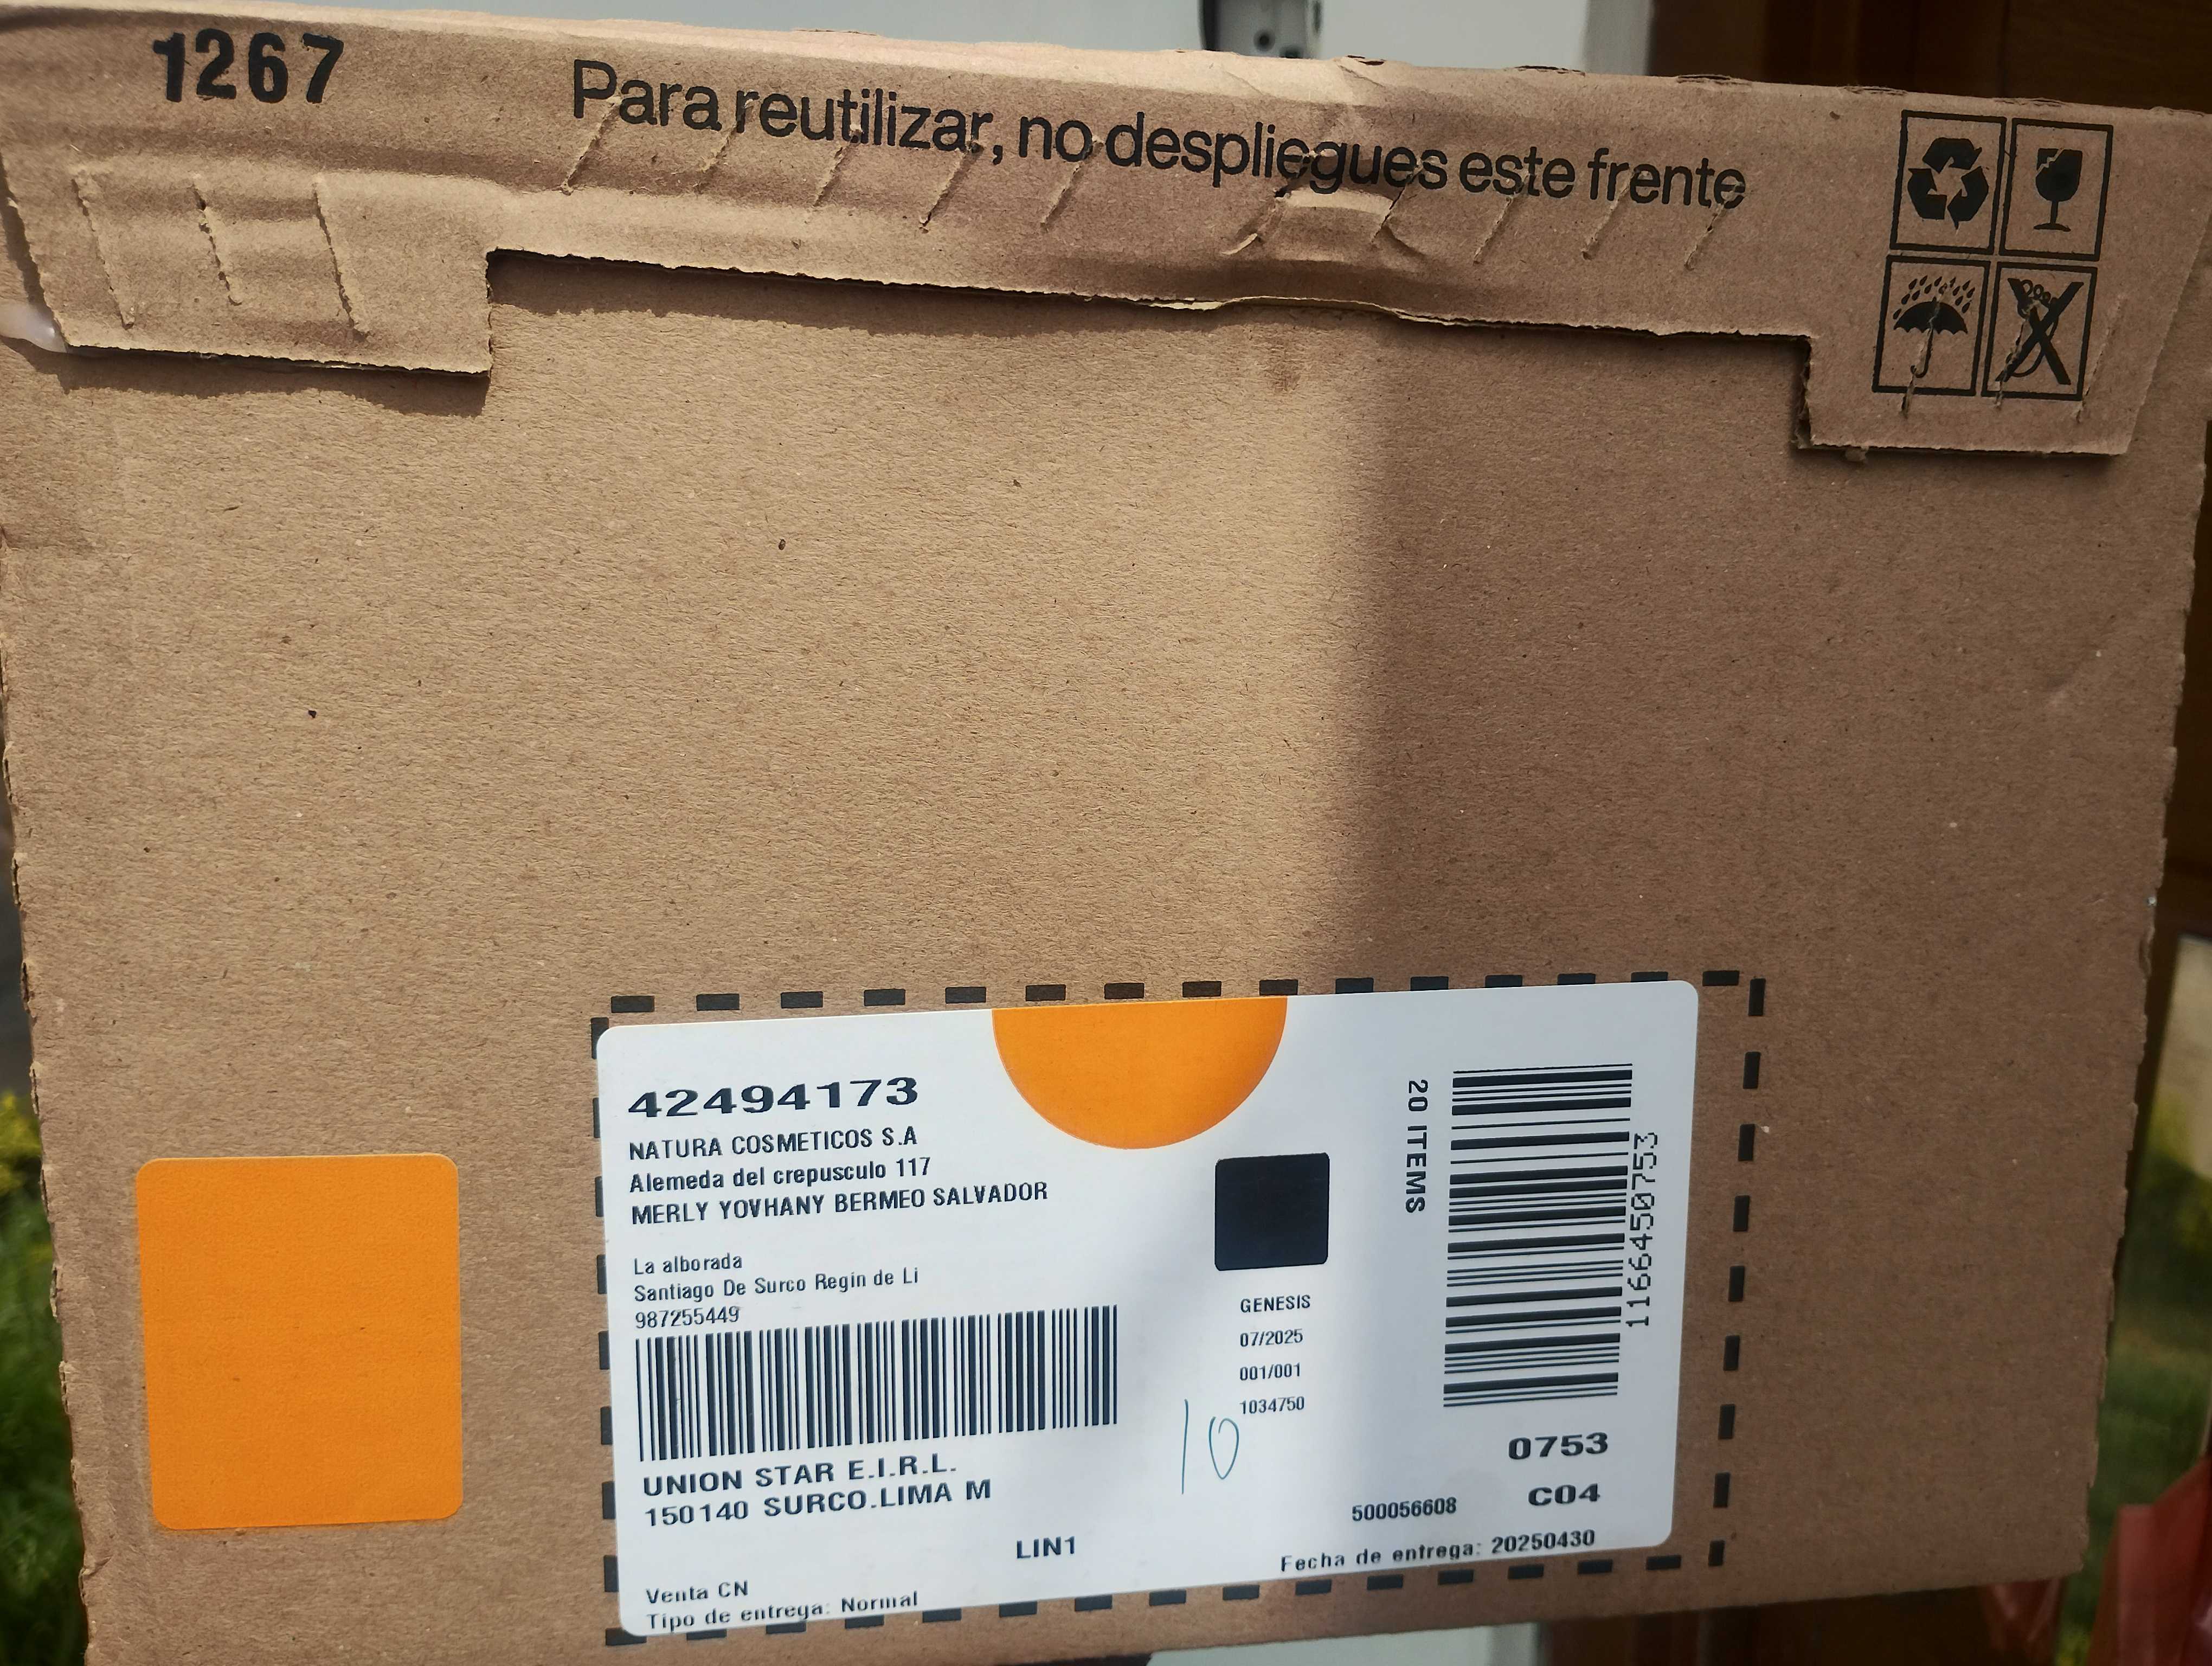 1267
Para reutilizar, no despliegues este frente
42494173
NATURA COSMETICOS S.A
Alemeda del crepusculo 117
MERLY YOVHANY BERMEO SALVADOR
La alborada
Santiago De Surco Regin de Li
987255449
UNION STAR E.I.R.L.
150140 SURCO.LIMA M
LIN1
Venta CN
Tipo de entrega: Normal
GENESIS
07/2025
001/001
1034750
10
20 ITEMS
11664507​53
0753
C04
500056608
Fecha de entrega: 20250430